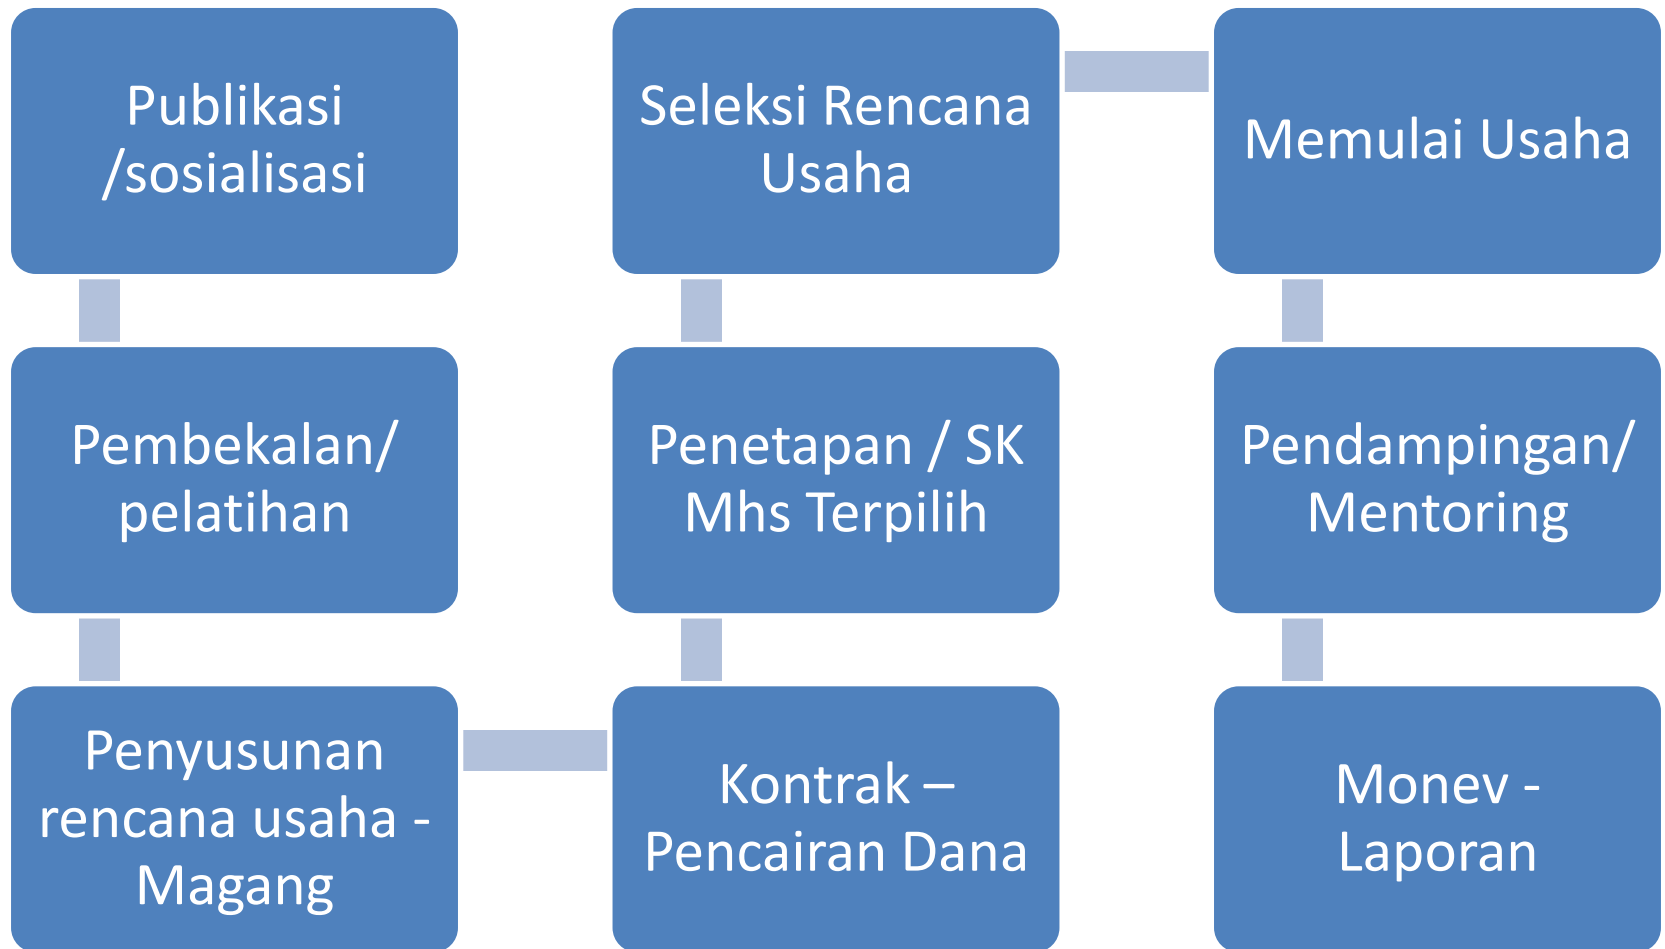 Publikasi
/sosialisasi
Pembekalan/
pelatihan
Penyusunan
rencana usaha -
Magang
Kontrak –
Pencairan Dana
Penetapan / SK
Mhs Terpilih
Seleksi Rencana
Usaha
Memulai Usaha
Pendampingan/
Mentoring
Monev -
Laporan